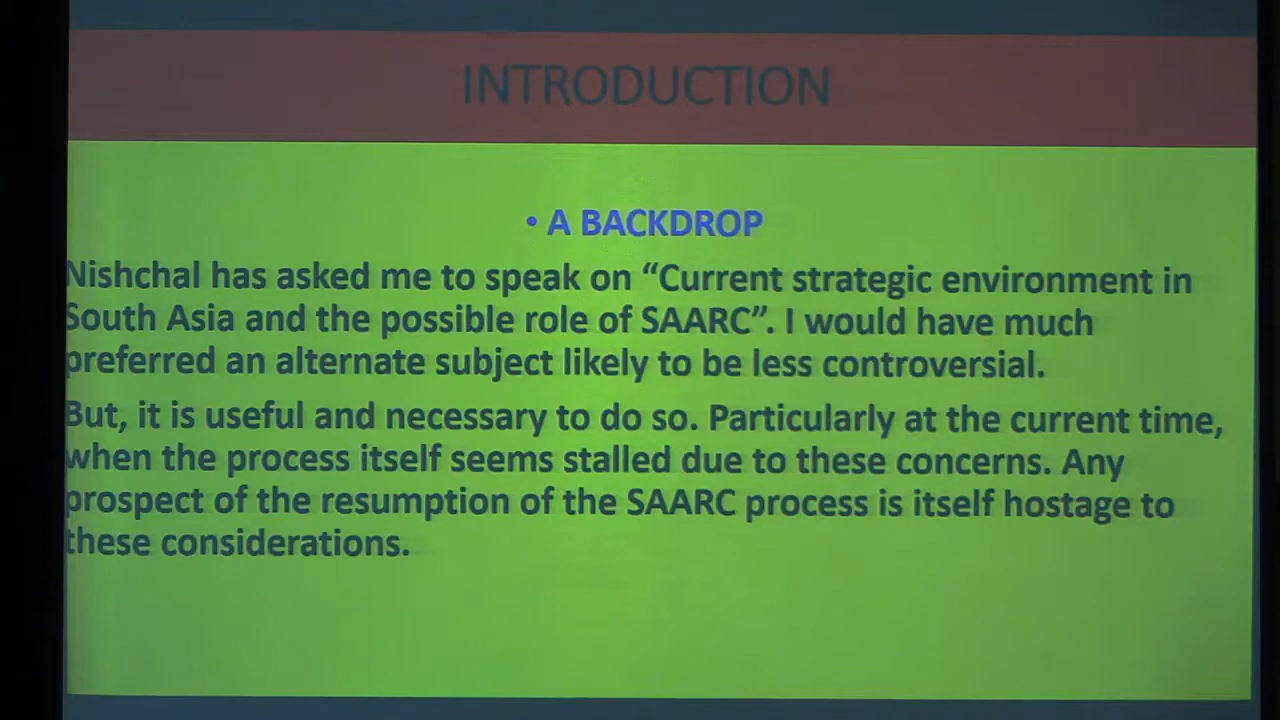 INTRODUCTION
• A BACKDROP
Nishchal has asked me to speak on “Current strategic environment in
South Asia and the possible role of SAARC”. I would have much
preferred an alternate subject likely to be less controversial.
But, it is useful and necessary to do so. Particularly at the current time,
when the process itself seems stalled due to these concerns. Any
prospect of the resumption of the SAARC process is itself hostage to
these considerations.